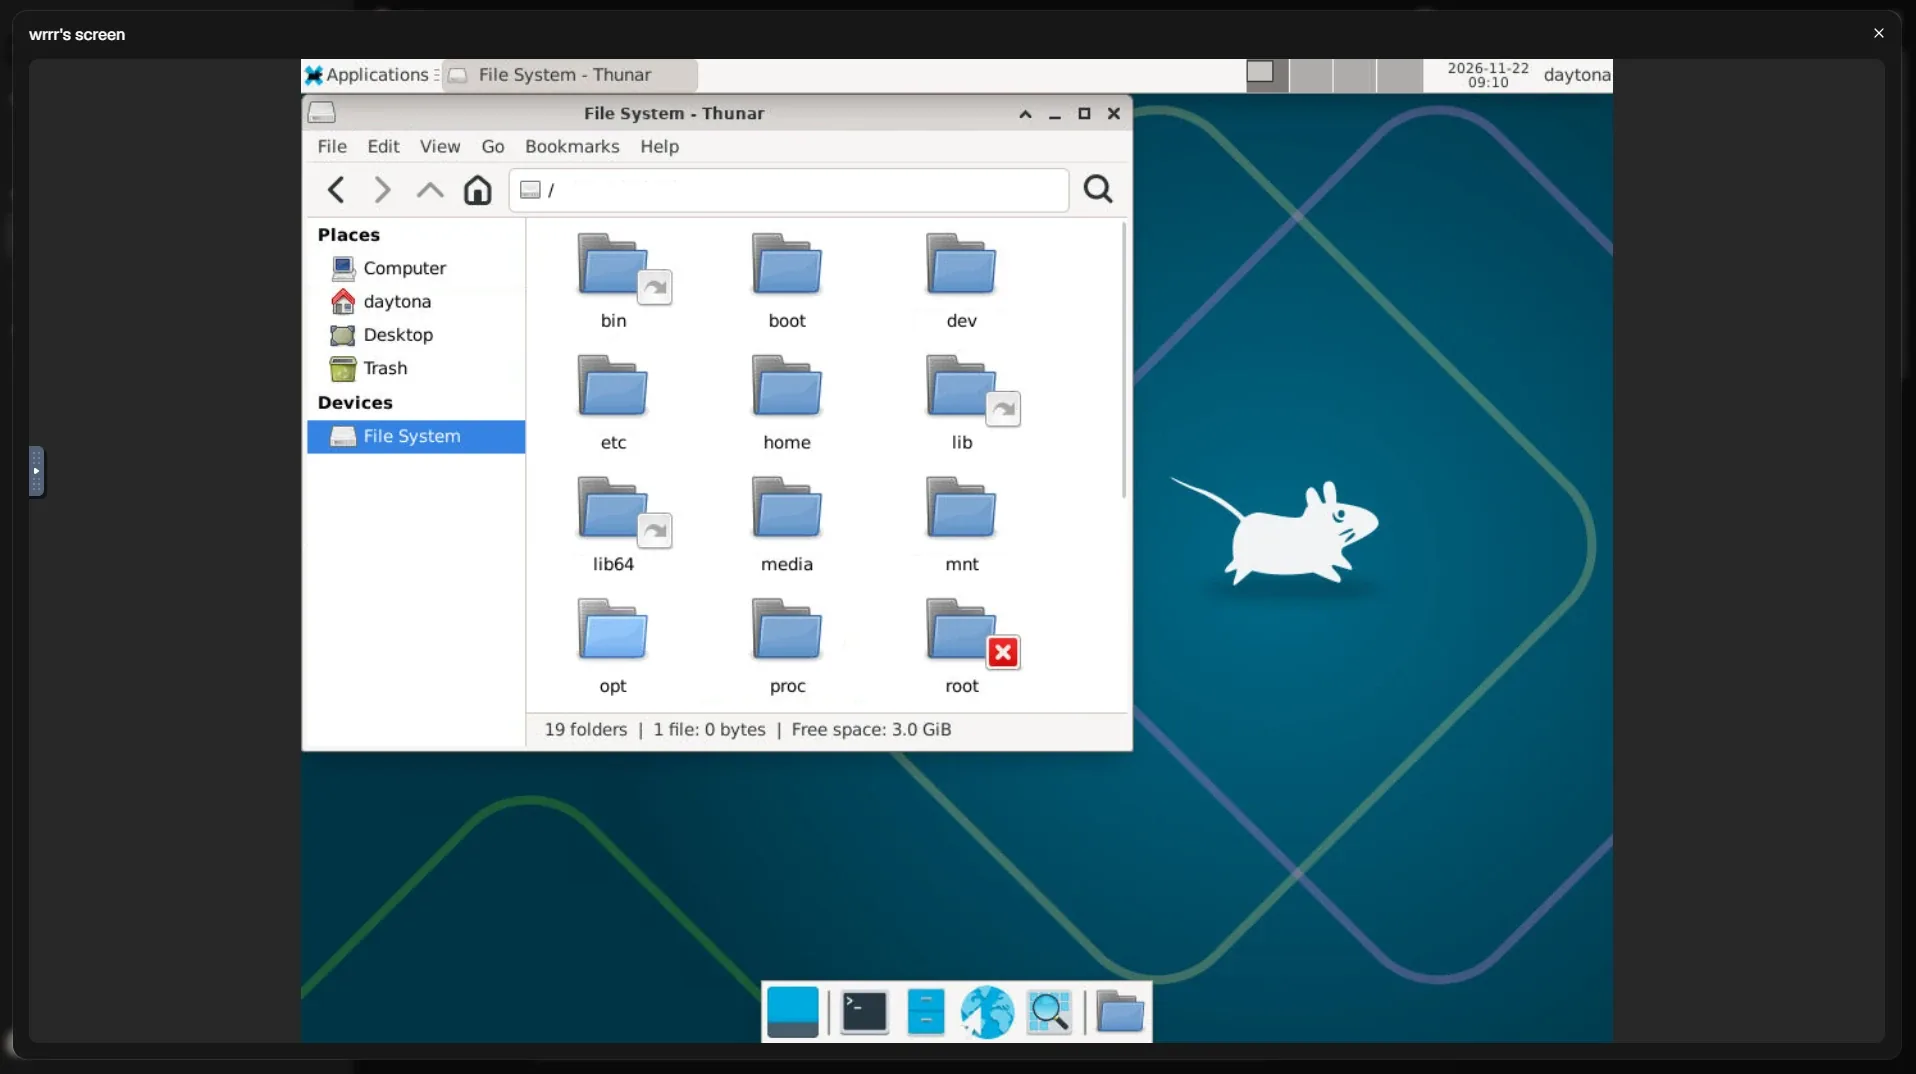 wrrr's screen
Applications
File System - Thunar
2026-11-22
09:10
daytona
File System - Thunar
File Edit View Go Bookmarks Help
/
Places
Computer
daytona
Desktop
Trash
Devices
File System
bin boot dev
etc home lib
lib64 media mnt
opt proc root
19 folders | 1 file: 0 bytes | Free space: 3.0 GiB